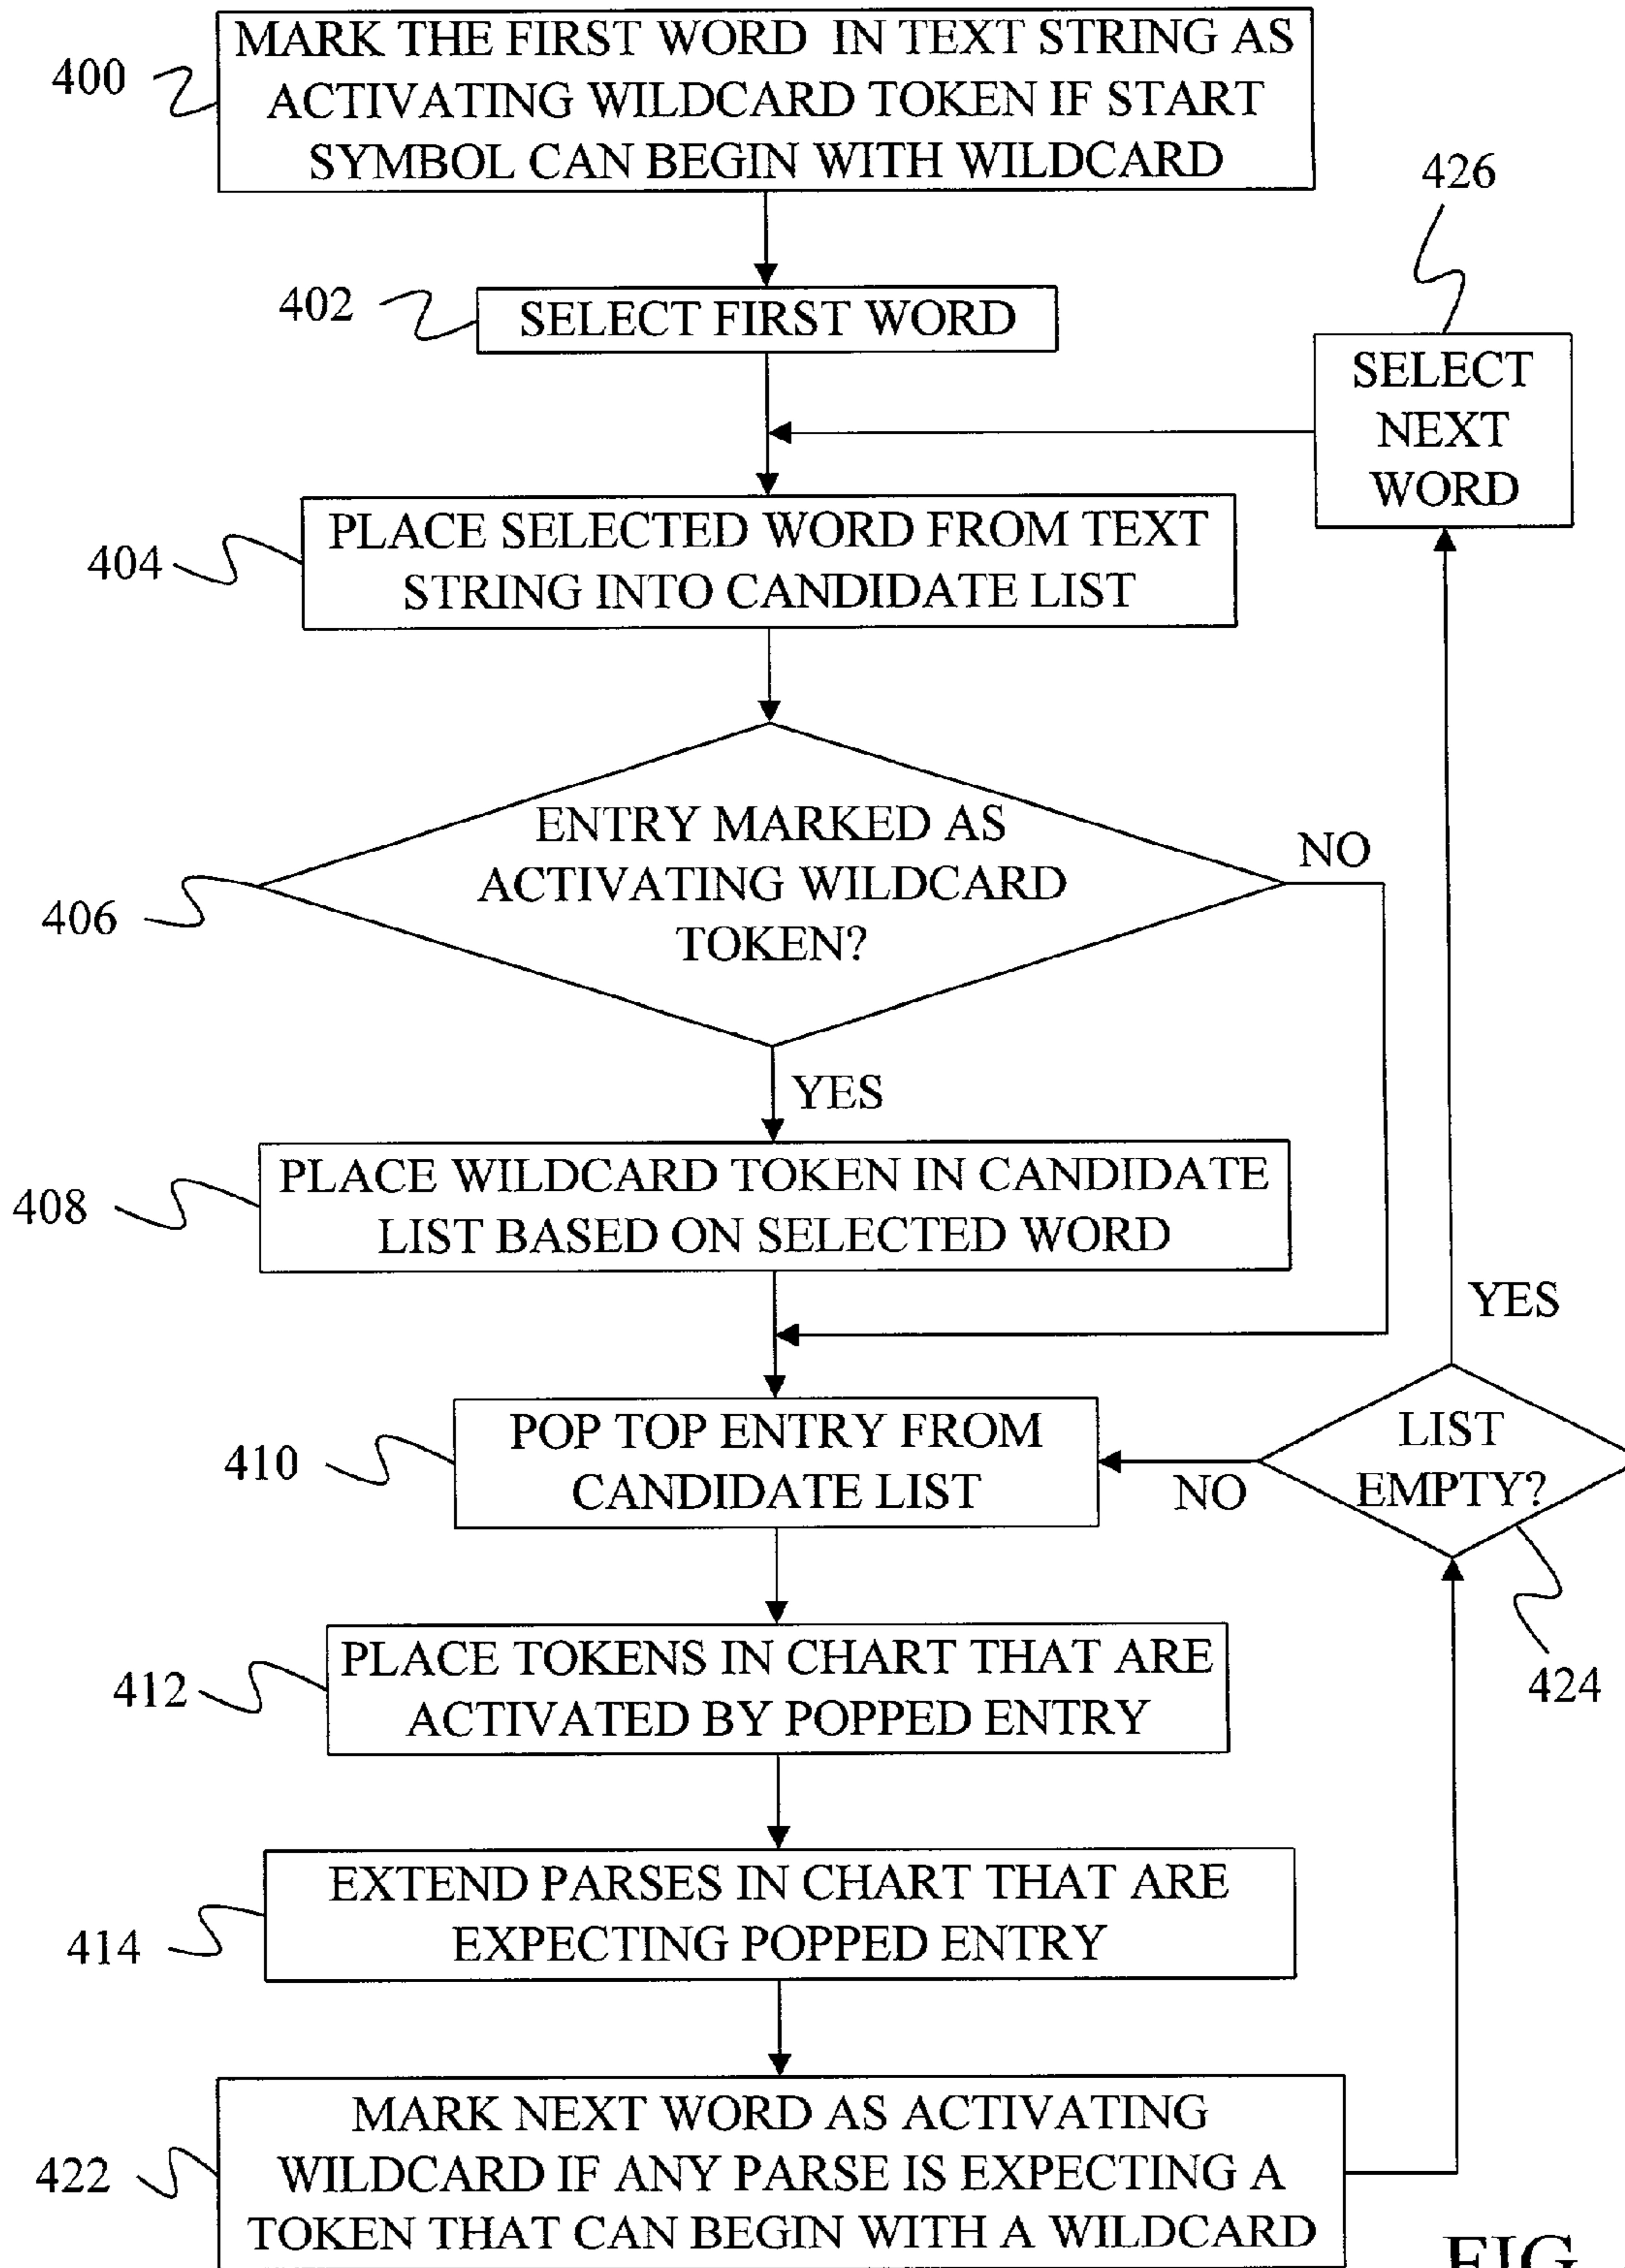 400
MARK THE FIRST WORD IN TEXT STRING AS
ACTIVATING WILDCARD TOKEN IF START
SYMBOL CAN BEGIN WITH WILDCARD
426
402
SELECT FIRST WORD
SELECT
NEXT
WORD
404
PLACE SELECTED WORD FROM TEXT
STRING INTO CANDIDATE LIST
406
ENTRY MARKED AS
ACTIVATING WILDCARD
TOKEN?
NO
YES
408
PLACE WILDCARD TOKEN IN CANDIDATE
LIST BASED ON SELECTED WORD
YES
410
POP TOP ENTRY FROM
CANDIDATE LIST
NO
LIST
EMPTY?
424
412
PLACE TOKENS IN CHART THAT ARE
ACTIVATED BY POPPED ENTRY
414
EXTEND PARSES IN CHART THAT ARE
EXPECTING POPPED ENTRY
422
MARK NEXT WORD AS ACTIVATING
WILDCARD IF ANY PARSE IS EXPECTING A
TOKEN THAT CAN BEGIN WITH A WILDCARD
FIG